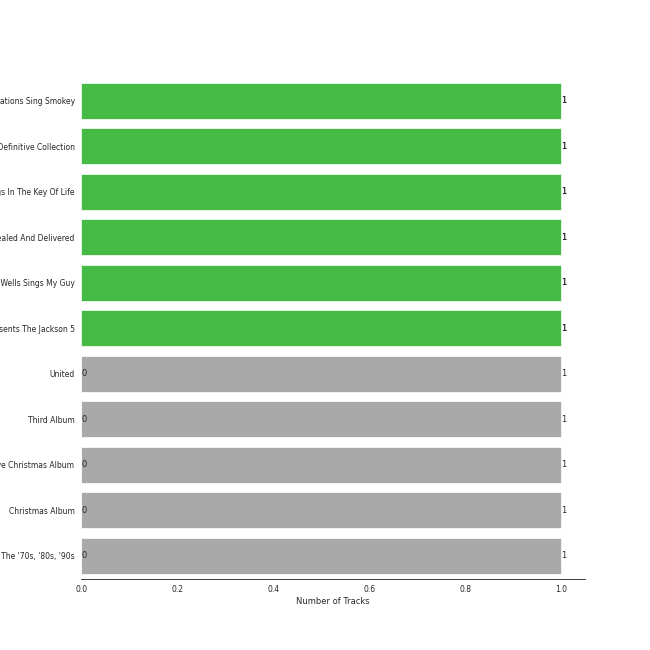 ations Sing Smokey 1
Definitive Collection 1
s In The Key Of Life 1
ealed And Delivered 1
Wells Sings My Guy 1
sents The Jackson 5 1
United 0 1
Third Album 0 1
e Christmas Album 0 1
Christmas Album 0 1
The '70s, '80s, '90s 0 1
0.0 0.2 0.4 0.6 0.8 1.0
Number of Tracks